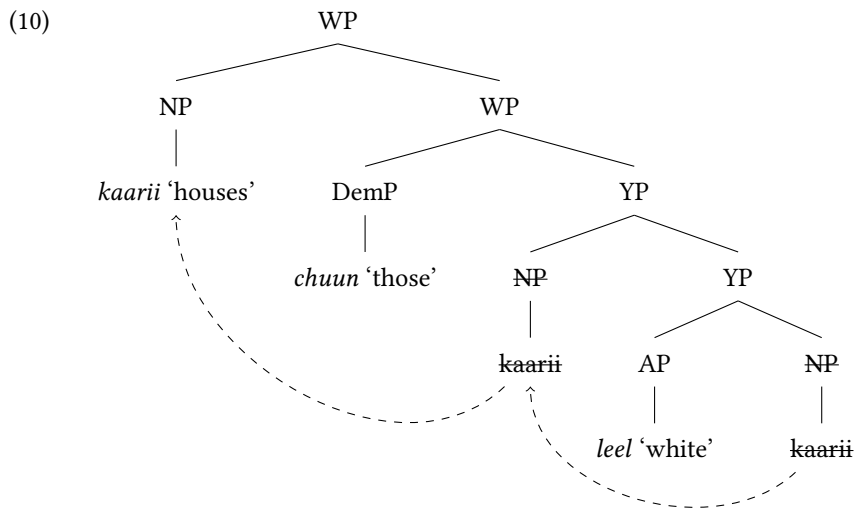 (10) WP
NP WP
kaarii ‘houses’ DemP YP
chuun ‘those’ NP YP
kaarii AP NP
leel ‘white’ kaarii